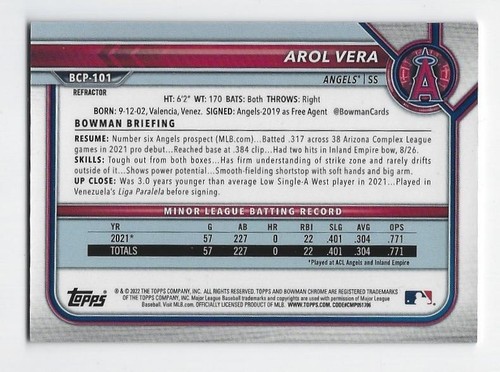 AROL VERA
BCP-101
ANGELS® | SS
REFRACTOR
A
HT: 6'2" WT: 170 BATS: Both THROWS: Right
BORN: 9-12-02, Valencia, Venez. SIGNED: Angels-2019 as Free Agent @BowmanCards
BOWMAN BRIEFING
RESUME: Number six Angels prospect (MLB.com)...Batted .317 across 38 Arizona Complex League
games in 2021 pro debut...Reached base at .384 clip...Had two hits in Inland Empire bow, 8/26.
SKILLS: Tough out from both boxes...Has firm understanding of strike zone and rarely drifts
outside of it...Shows power potential...Smooth-fielding shortstop with soft hands and big arm.
UP CLOSE: Was 3.0 years younger than average Low Single-A West player in 2021...Played in
Venezuela's Liga Paralela before signing.
MINOR LEAGUE BATTING RECORD
YR G AB HR RBI SLG AVG OPS
2021* 57 227 0 22 .401 .304 .771
TOTALS 57 227 0 22 .401 .304 .771
*Played at ACL Angels and Inland Empire
Topps
® & © 2022 THE TOPPS COMPANY, INC. ALL RIGHTS RESERVED. TOPPS AND BOWMAN CHROME ARE REGISTERED TRADEMARKS
OF THE TOPPS COMPANY, INC. Major League Baseball trademarks and copyrights are used with permission of Major League
Baseball. Visit MLB.com. OFFICIALLY LICENSED PRODUCT OF MLB. WWW.TOPPS.COM. CODE#CMP051706